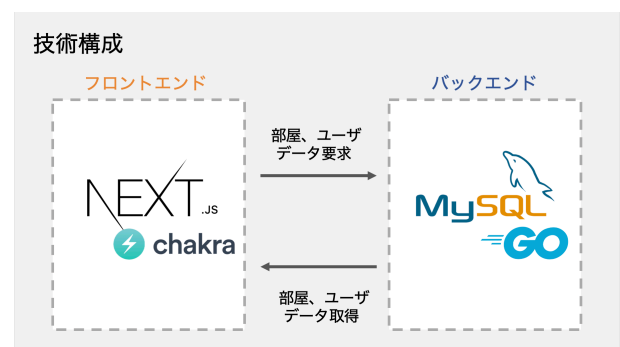 技術構成
フロントエンド
バックエンド
部屋、ユーザ
データ要求
NEXT.JS
chakra
MySQL
GO
部屋、ユーザ
データ取得